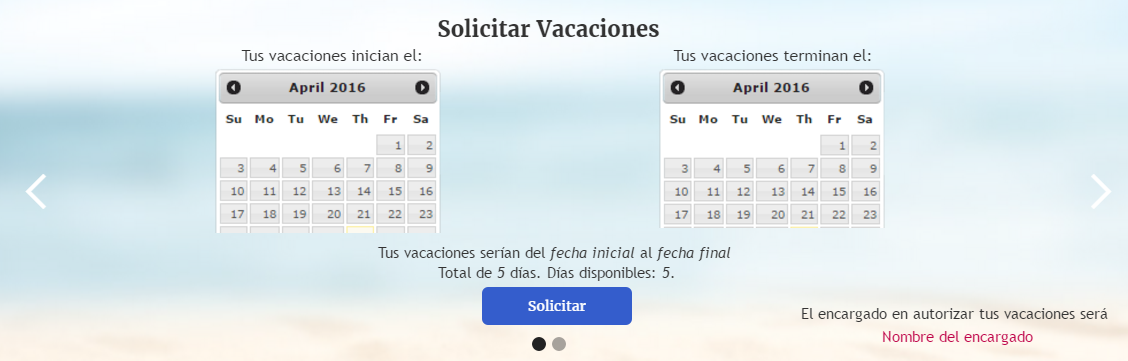 Solicitar Vacaciones
Tus vacaciones inician el:
April 2016
Su Mo Tu We Th Fr Sa
1 2
3 4 5 6 7 8 9
10 11 12 13 14 15 16
17 18 19 20 21 22 23
Tus vacaciones terminan el:
April 2016
Su Mo Tu We Th Fr Sa
1 2
3 4 5 6 7 8 9
10 11 12 13 14 15 16
17 18 19 20 21 22 23
Tus vacaciones serían del fecha inicial al fecha final
Total de 5 días. Días disponibles: 5.
Solicitar
El encargado en autorizar tus vacaciones será
Nombre del encargado